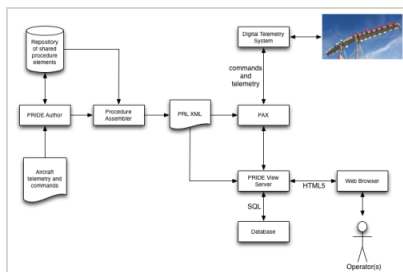 Repository
of shared
procedure
elements
Digital Telemetry
System
commands
and
telemetry
PRIDE Author
Procedure
Assembler
PRL XML
PAX
Aircraft
telemetry and
commands
PRIDE View
Server
HTML5
Web Browser
SQL
Database
Operator(s)